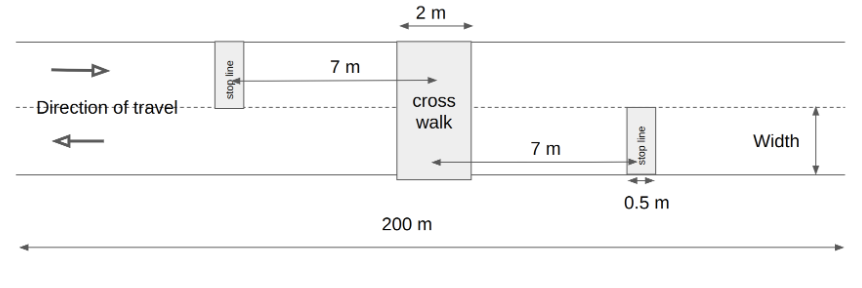 2 m
7 m
stop line
Direction of travel
cross
walk
7 m
stop line
Width
0.5 m
200 m